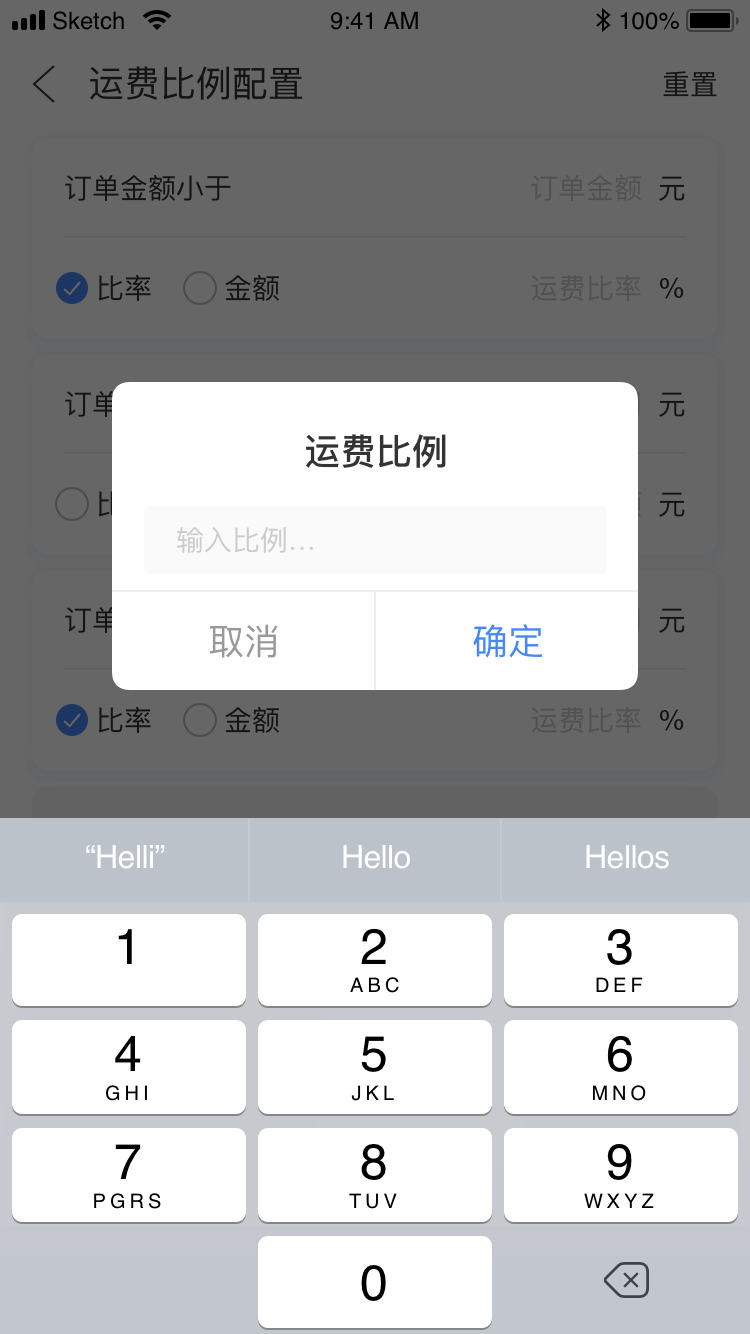 Sketch 9:41 AM 100%
运费比例配置 重置
订单金额小于 订单金额 元
比率 金额 运费比率 %
订单 元
元
运费比例
输入比例...
订单 元
取消 确定
比率 金额 运费比率 %
“Helli” Hello Hellos
1 2 3
ABC DEF
4 5 6
GHI JKL MNO
7 8 9
PGRS TUV WXYZ
0